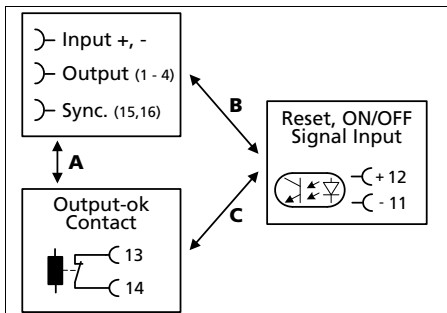 Input +, -
Output (1 - 4)
Sync. (15,16)
B
Reset, ON/OFF
Signal Input
+ 12
- 11
A
C
Output-ok
Contact
13
14